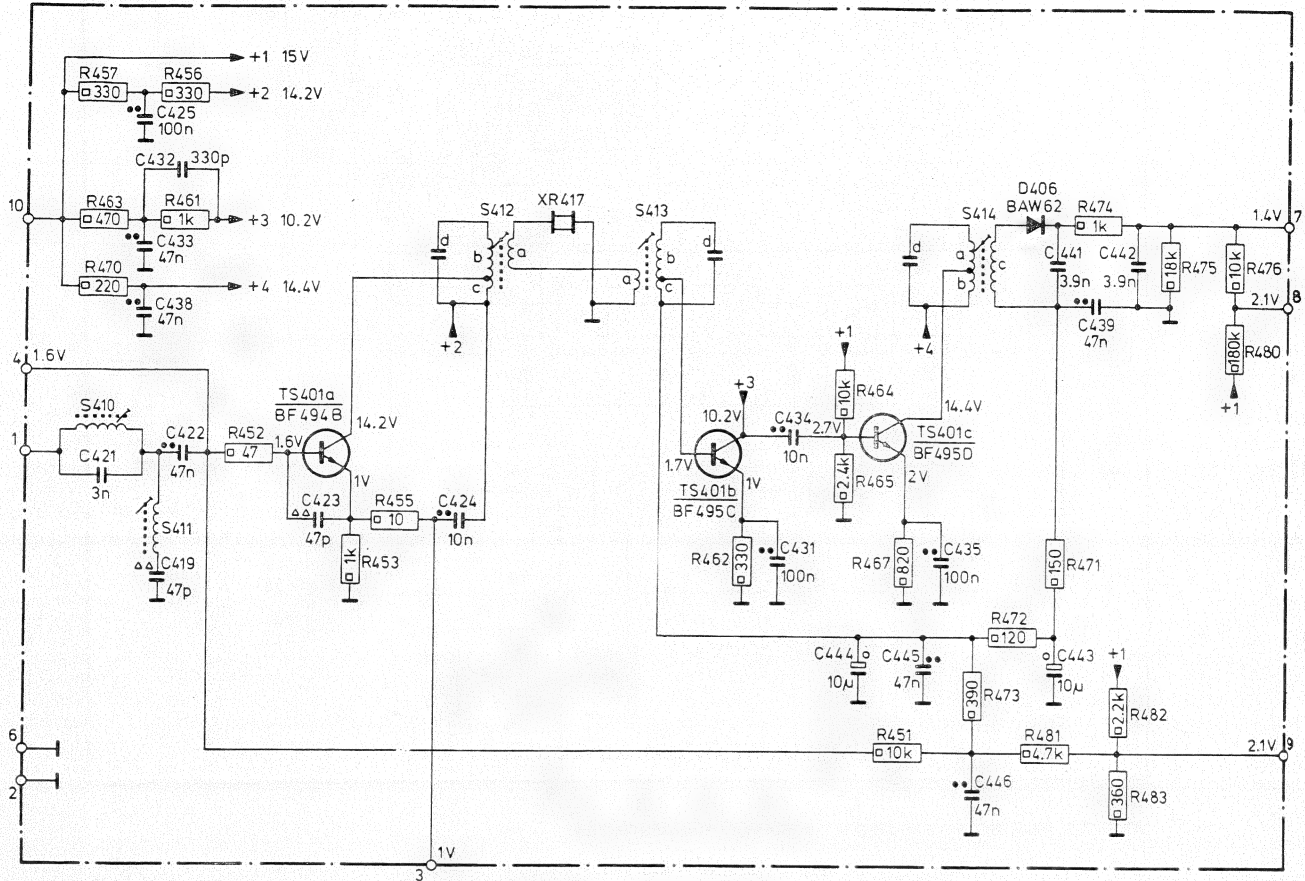 +1 15V
R457
330
R456
330
+2 14.2V
C425
100n
C432
330p
10
R463
470
R461
1k
+3 10.2V
C433
47n
R470
220
+4 14.4V
C438
47n
4
1.6V
S410
1
C421
3n
C422
47n
R452
47
1.6V
TS401a
BF494B
14.2V
1V
S411
C419
47p
C423
47p
R455
10
C424
10n
1k
R453
S412
d
b
a
c
+2
XR417
S413
a
b
c
d
+3
10.2V
1.7V
TS401b
BF495C
1V
R462
330
C431
100n
C434
10n
2.7V
+1
10k
R464
2.4k
R465
TS401c
BF495D
14.4V
2V
R467
820
C435
100n
S414
d
a
b
c
+4
D406
BAW62
R474
1k
C441
3.9n
C442
3.9n
C439
47n
18k
R475
10k
R476
1.4V
7
2.1V
8
180k
R480
+1
150
R471
R472
120
C444
10µ
C445
47n
C443
10µ
390
R473
+1
2.2k
R482
R451
10k
R481
4.7k
2.1V
9
C446
47n
360
R483
6
2
1V
3